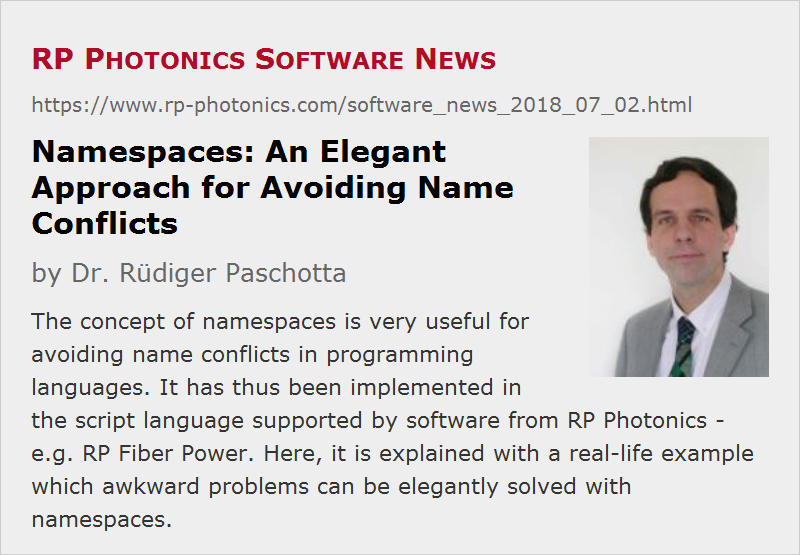 RP Photonics Software News
https://www.rp-photonics.com/software_news_2018_07_02.html
Namespaces: An Elegant
Approach for Avoiding Name
Conflicts
by Dr. Rüdiger Paschotta
The concept of namespaces is very useful for
avoiding name conflicts in programming
languages. It has thus been implemented in
the script language supported by software from RP Photonics -
e.g. RP Fiber Power. Here, it is explained with a real-life example
which awkward problems can be elegantly solved with
namespaces.